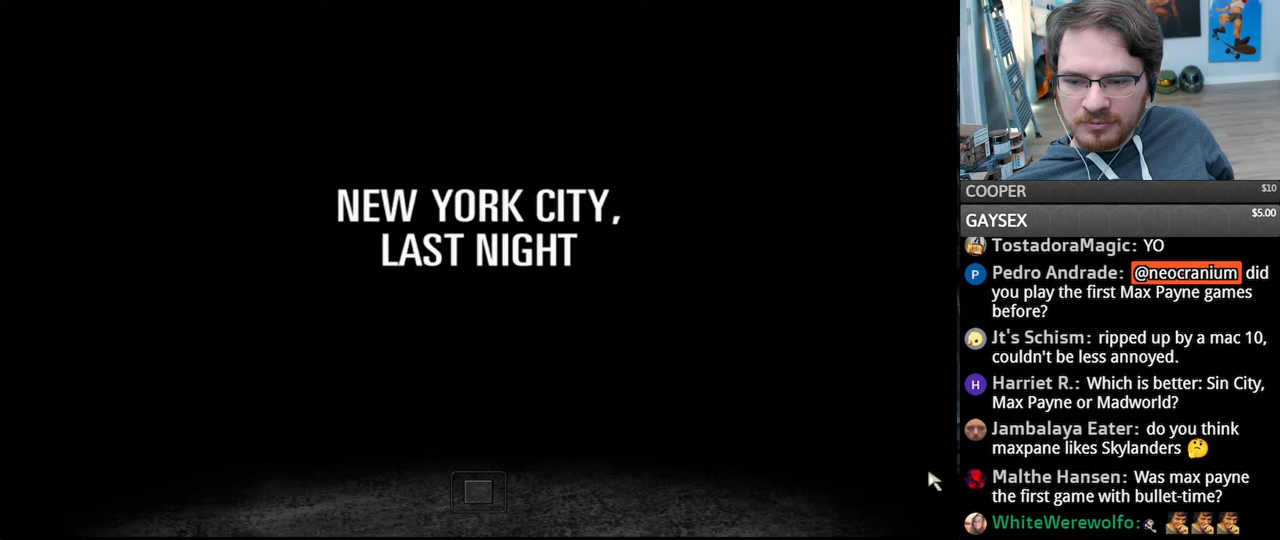 NEW YORK CITY,
LAST NIGHT
COOPER $10
GAYSEX $5.00
TostadoraMagic: YO
Pedro Andrade: @neocranium did
you play the first Max Payne games
before?
Jt's Schism: ripped up by a mac 10,
couldn't be less annoyed.
Harriet R.: Which is better: Sin City,
Max Payne or Madworld?
Jambalaya Eater: do you think
maxpane likes Skylanders 🤔
Malthe Hansen: Was max payne
the first game with bullet-time?
WhiteWerewolfo:
P
H